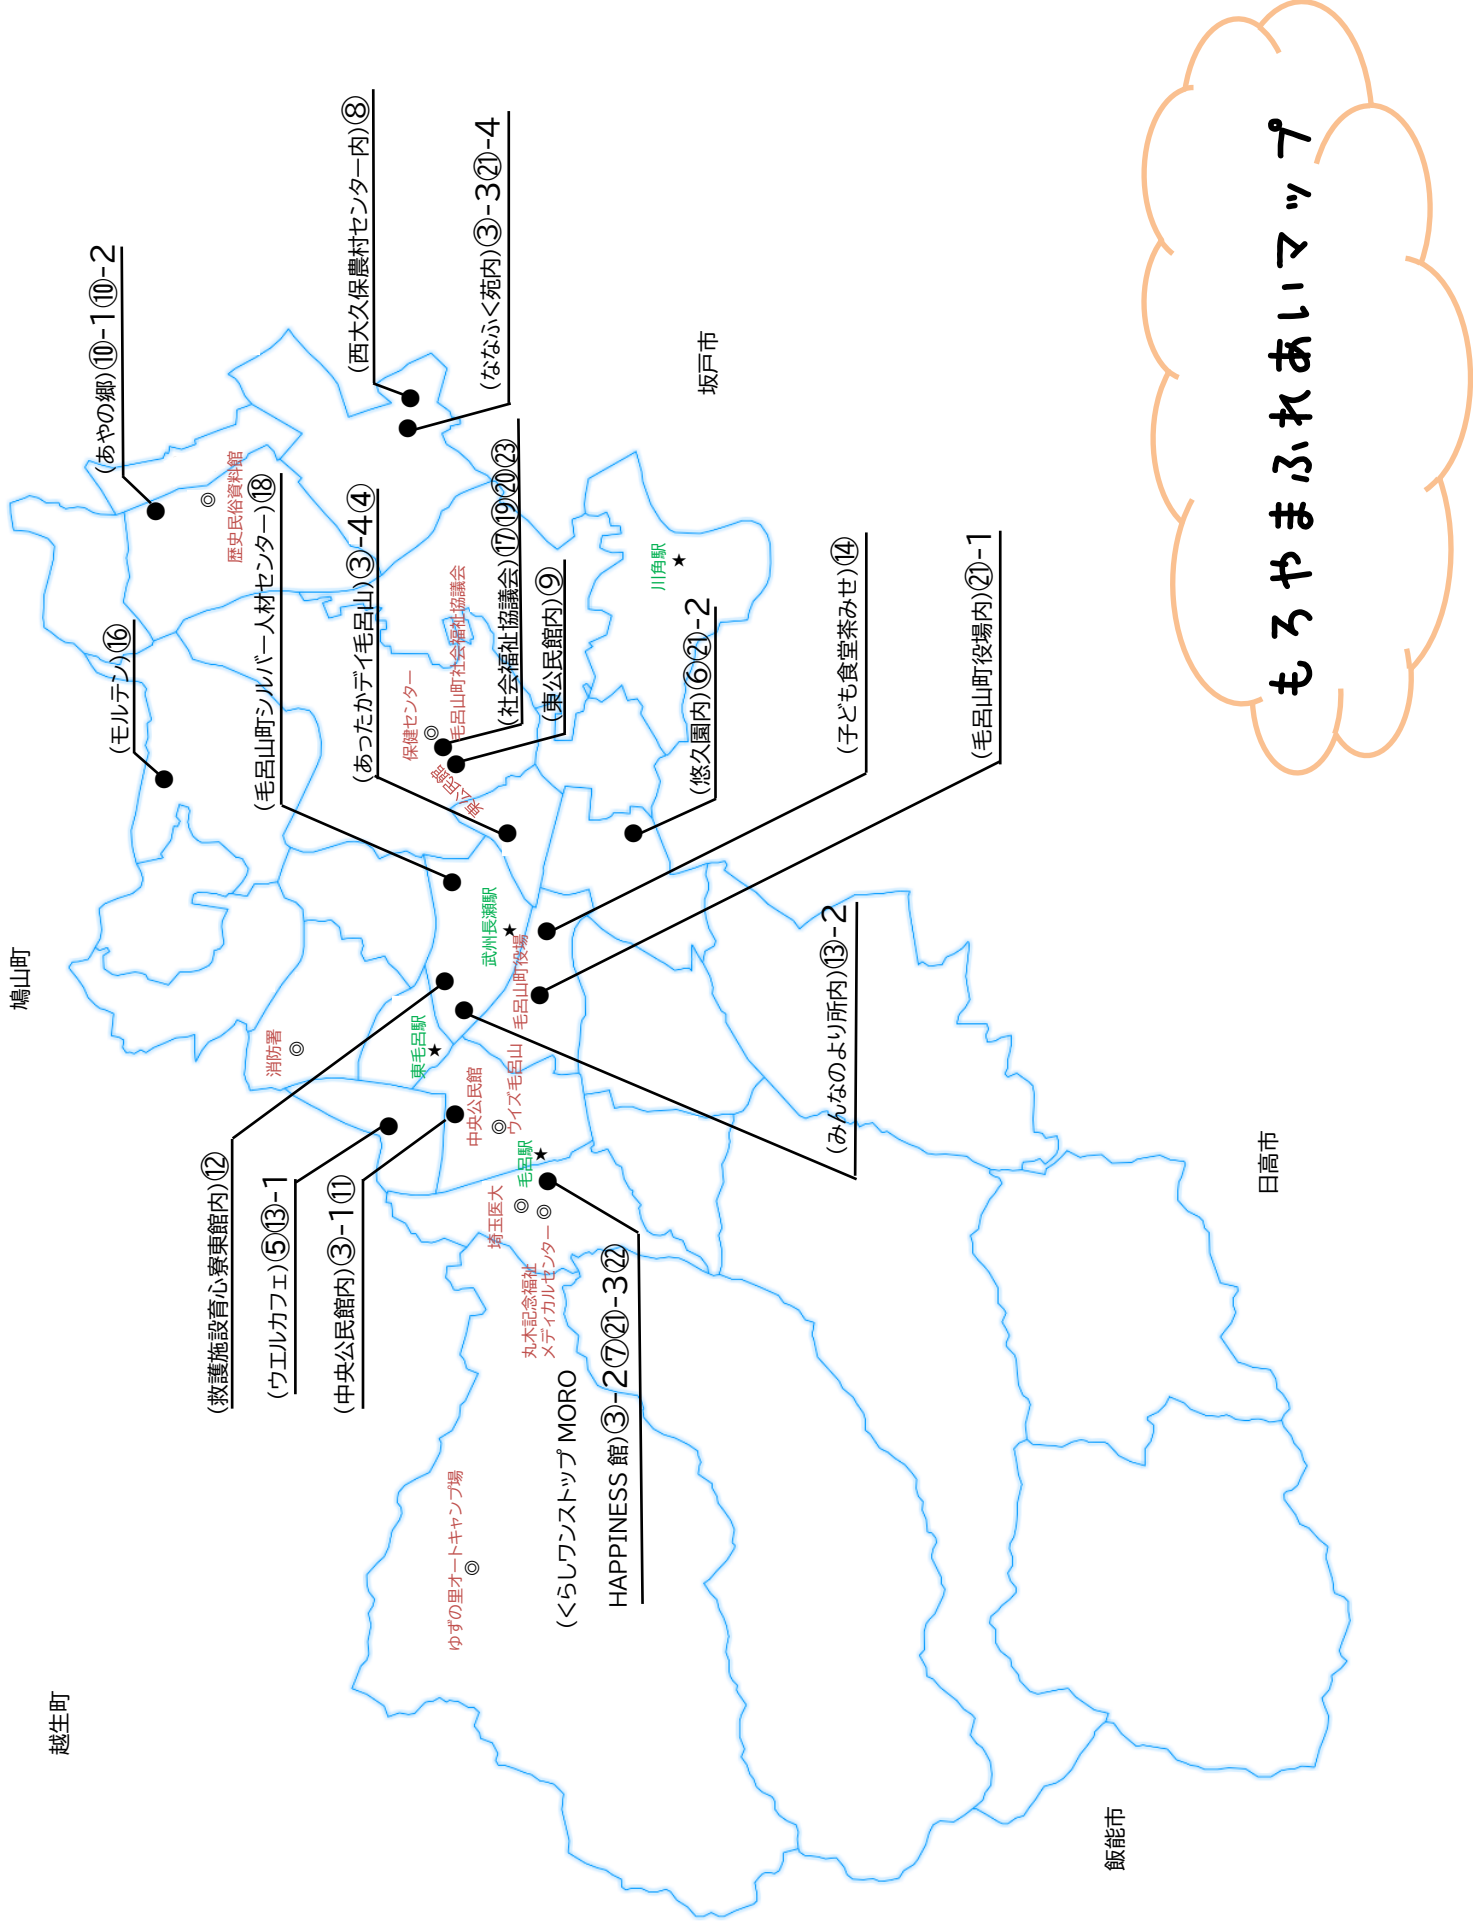 もろやまふれあいマップ
越生町
鳩山町
坂戸市
日高市
飯能市
(モルテン)⑯
(あやの郷)⑩-1⑩-2
歴史民俗資料館
(毛呂山町シルバー人材センター)⑱
(西大久保農村センター内)⑧
(あったかデイ毛呂山)③-4④
(ななふく苑内)③-3㉑-4
保健センター
毛呂山町社会福祉協議会
(社会福祉協議会)⑰⑲⑳㉓
東公民館
(東公民館内)⑨
川角駅
(悠久園内)⑥㉑-2
(子ども食堂茶みせ)⑭
(毛呂山町役場内)㉑-1
(みんなのより所内)⑬-2
消防署
武州長瀬駅
毛呂山町役場
東毛呂駅
中央公民館
ウイズ毛呂山
毛呂駅
埼玉医大
丸木記念福祉
メディカルセンター
(救護施設育心寮東館内)⑫
(ウエルカフェ)⑤⑬-1
(中央公民館内)③-1⑪
(くらしワンストップ MORO
HAPPINESS 館)③-2⑦㉑-3㉒
ゆずの里オートキャンプ場